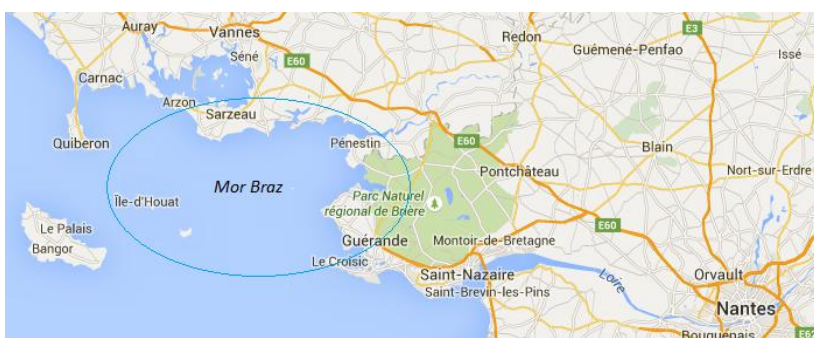 Auray
Vannes
E3
Redon
Guémené-Penfao
Issé
Séné
E60
Carnac
Arzon
Sarzeau
Quiberon
Pénestin
E60
Blain
Nort-sur-Erdre
Pontchâteau
Mor Braz
Île-d'Houat
Parc Naturel
régional de Brière
E60
Le Palais
Bangor
Guérande
Montoir-de-Bretagne
Le Croisic
Saint-Nazaire
Loire
Orvault
Saint-Brevin-les-Pins
Nantes
Bouguenais
E62